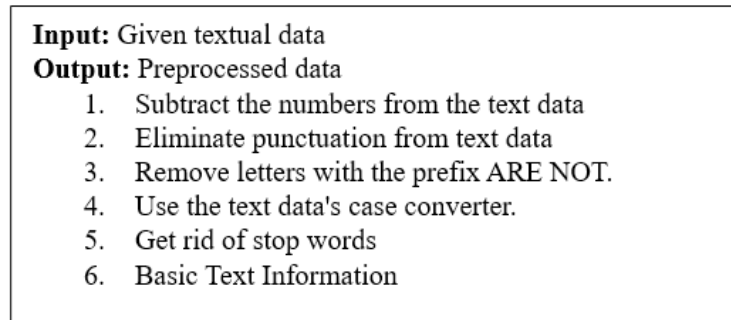 Input: Given textual data
Output: Preprocessed data
1. Subtract the numbers from the text data
2. Eliminate punctuation from text data
3. Remove letters with the prefix ARE NOT.
4. Use the text data's case converter.
5. Get rid of stop words
6. Basic Text Information